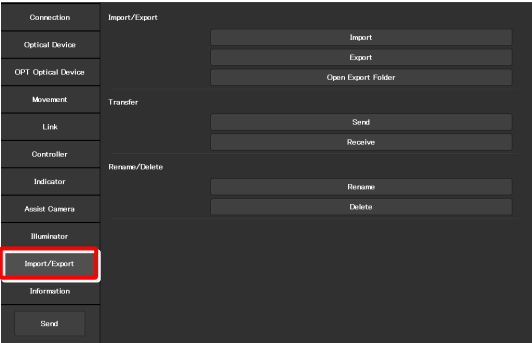 Connection
Optical Device
OPT Optical Device
Movement
Link
Controller
Indicator
Assist Camera
Illuminator
Import/Export
Information
Send
Import/Export
Import
Export
Open Export Folder
Transfer
Send
Receive
Rename/Delete
Rename
Delete